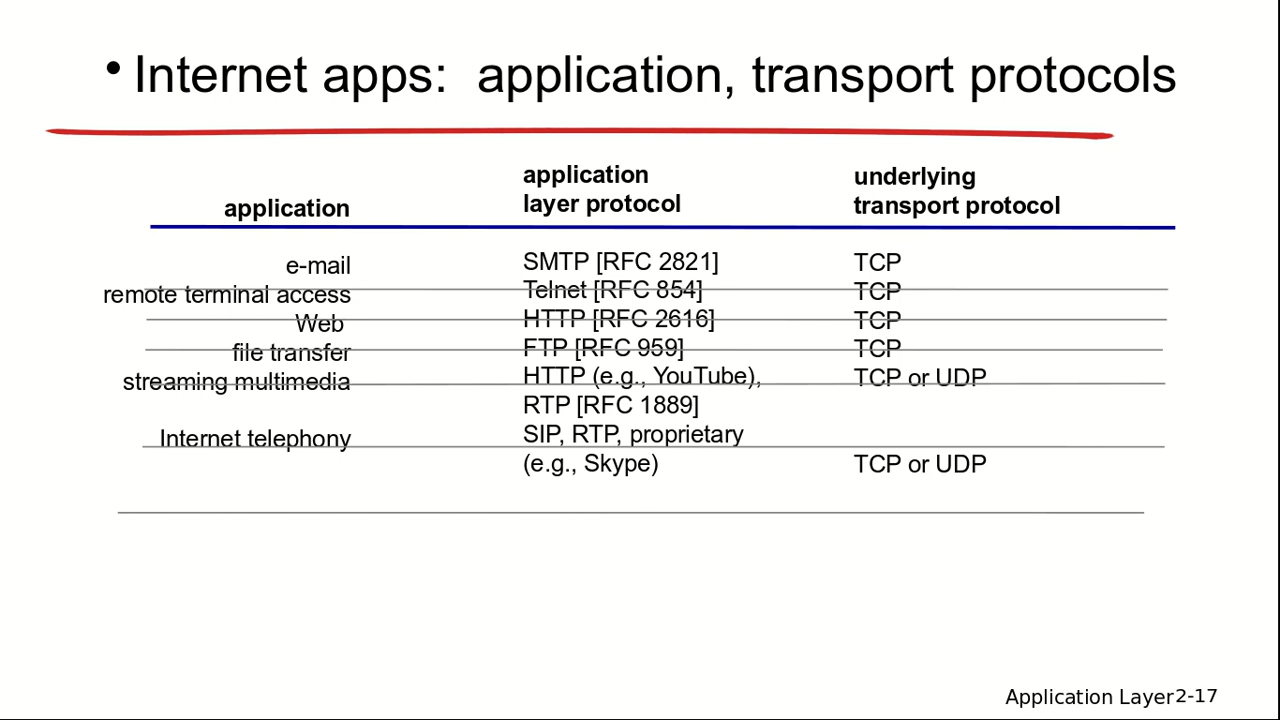 • Internet apps:  application, transport protocols
application
application
layer protocol
underlying
transport protocol
e-mail
remote terminal access
Web
file transfer
streaming multimedia
Internet telephony
SMTP [RFC 2821]
Telnet [RFC 854]
HTTP [RFC 2616]
FTP [RFC 959]
HTTP (e.g., YouTube),
RTP [RFC 1889]
SIP, RTP, proprietary
(e.g., Skype)
TCP
TCP
TCP
TCP
TCP or UDP
TCP or UDP
Application Layer 2-17